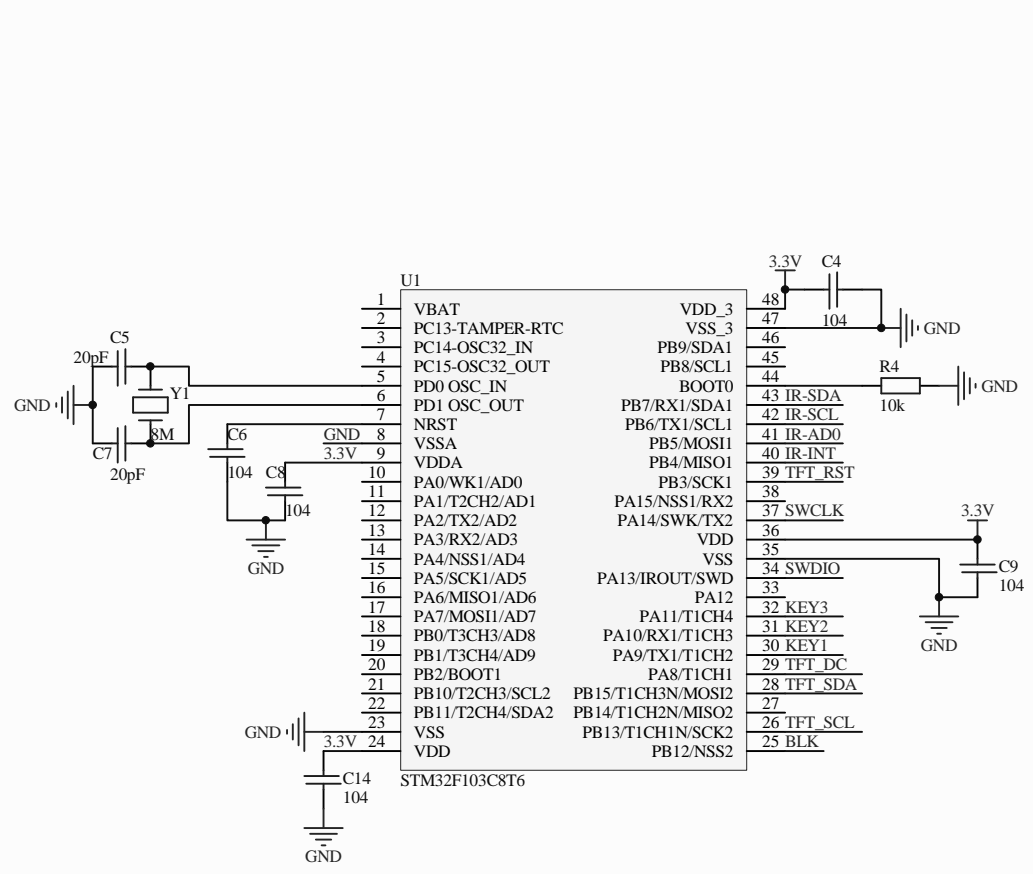 3.3V C4
U1
1 VBAT VDD_3 48
104
2 PC13-TAMPER-RTC VSS_3 47 GND
3 PC14-OSC32_IN PB9/SDA1 46
C5
20pF 4 PC15-OSC32_OUT PB8/SCL1 45
R4
5 PD0 OSC_IN BOOT0 44 GND
Y1
10k
GND 6 PD1 OSC_OUT PB7/RX1/SDA1 43 IR-SDA
7 NRST PB6/TX1/SCL1 42 IR-SCL
8M C6
GND 8 VSSA PB5/MOSI1 41 IR-AD0
C7
3.3V 9 VDDA PB4/MISO1 40 IR-INT
20pF 104 C8
10 PA0/WK1/AD0 PB3/SCK1 39 TFT_RST
11 PA1/T2CH2/AD1 PA15/NSS1/RX2 38
104
12 PA2/TX2/AD2 PA14/SWK/TX2 37 SWCLK
3.3V
13 PA3/RX2/AD3 VDD 36
14 PA4/NSS1/AD4 VSS 35
GND
C9
15 PA5/SCK1/AD5 PA13/IROUT/SWD 34 SWDIO
104
16 PA6/MISO1/AD6 PA12 33
17 PA7/MOSI1/AD7 PA11/T1CH4 32 KEY3
18 PB0/T3CH3/AD8 PA10/RX1/T1CH3 31 KEY2
GND
19 PB1/T3CH4/AD9 PA9/TX1/T1CH2 30 KEY1
20 PB2/BOOT1 PA8/T1CH1 29 TFT_DC
21 PB10/T2CH3/SCL2 PB15/T1CH3N/MOSI2 28 TFT_SDA
22 PB11/T2CH4/SDA2 PB14/T1CH2N/MISO2 27
GND 23 VSS PB13/T1CH1N/SCK2 26 TFT_SCL
3.3V 24 VDD PB12/NSS2 25 BLK
C14
STM32F103C8T6
104
GND